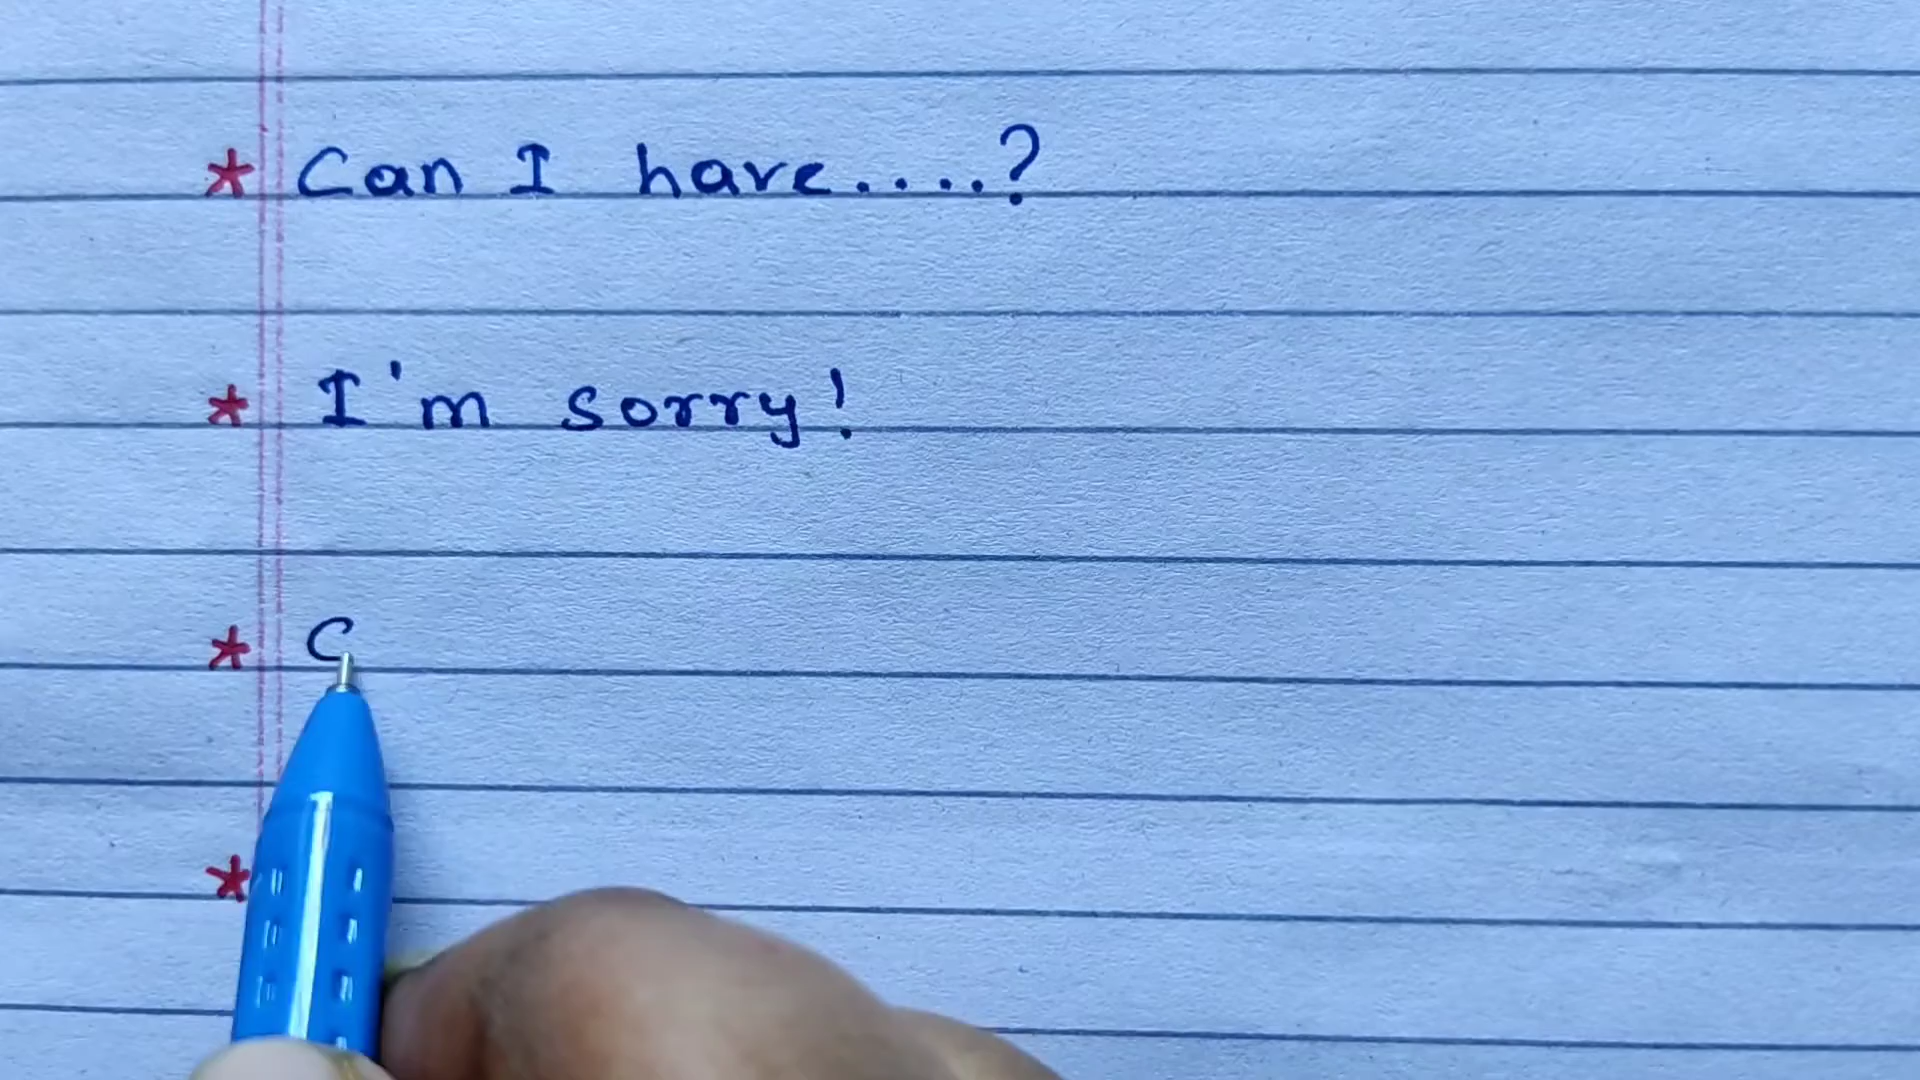 * Can I have.....?
* I'm sorry!
* C
*